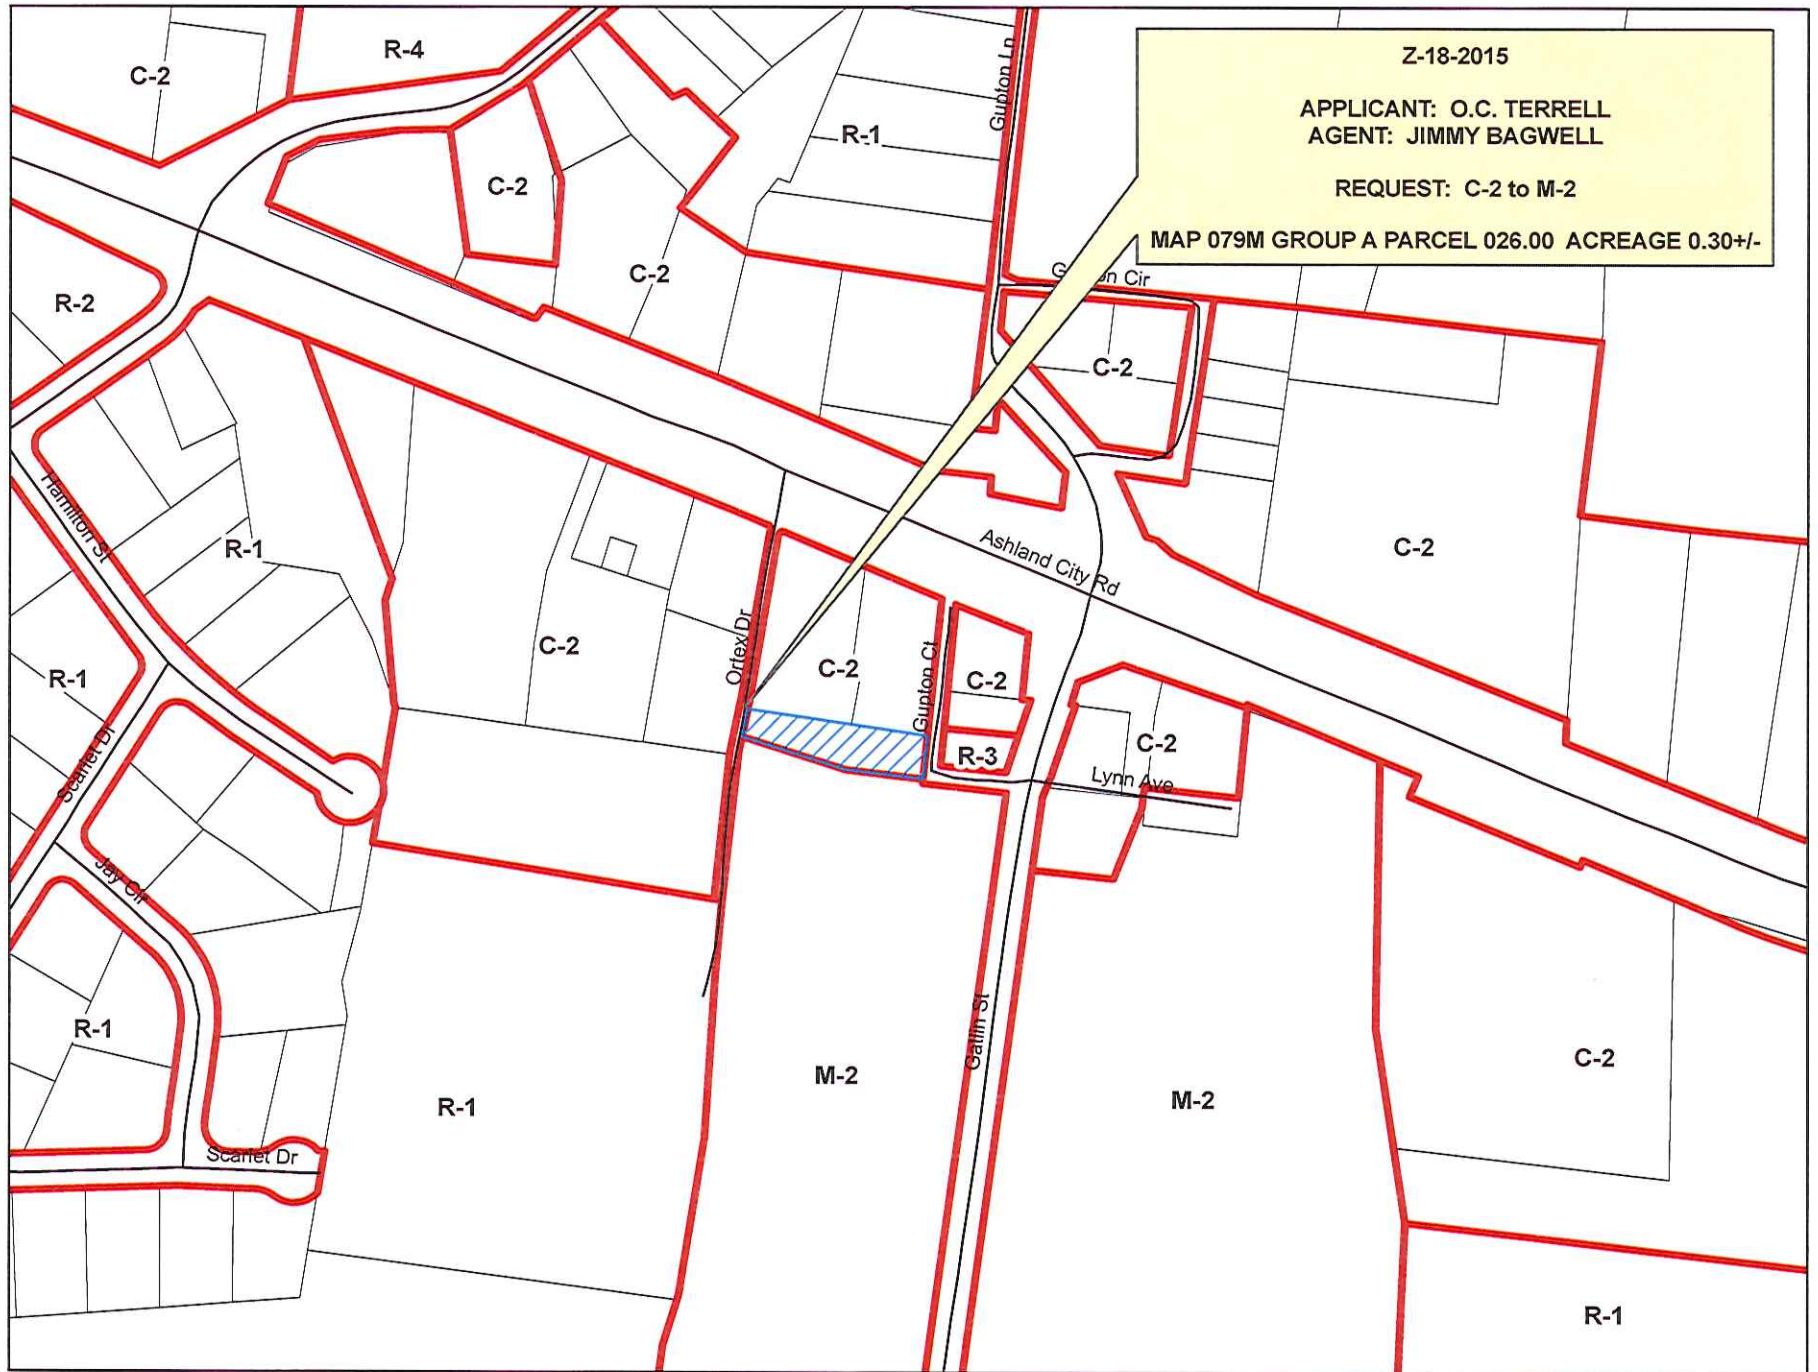 Z-18-2015
APPLICANT: O.C. TERRELL
AGENT: JIMMY BAGWELL
REQUEST: C-2 to M-2
MAP 079M GROUP A PARCEL 026.00 ACREAGE 0.30+/-
R-4
C-2
Gupton Ln
R-1
C-2
C-2
R-2
Cir
C-2
Hamilton St
R-1
Ashland City Rd
C-2
C-2
Ortex Dr
C-2
Gupton Ct
C-2
R-1
Scarlet Dr
R-3
C-2
Lynn Ave
Jay Cir
R-1
Gatlin St
M-2
M-2
C-2
R-1
Scarlet Dr
R-1